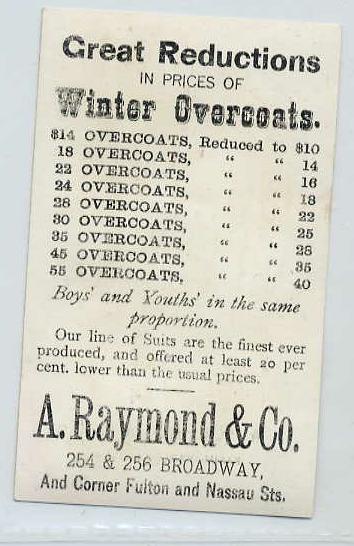 Great Reductions
IN PRICES OF
Winter Overcoats.
$14 OVERCOATS, Reduced to $10
18 OVERCOATS, “ “ 14
22 OVERCOATS, “ “ 16
24 OVERCOATS, “ “ 18
28 OVERCOATS, “ “ 22
30 OVERCOATS, “ “ 25
35 OVERCOATS, “ “ 28
45 OVERCOATS, “ “ 35
55 OVERCOATS, “ “ 40
Boys' and Youths' in the same
proportion.
Our line of Suits are the finest ever
produced, and offered at least 20 per
cent. lower than the usual prices.
A. Raymond & Co.
254 & 256 BROADWAY,
And Corner Fulton and Nassau Sts.